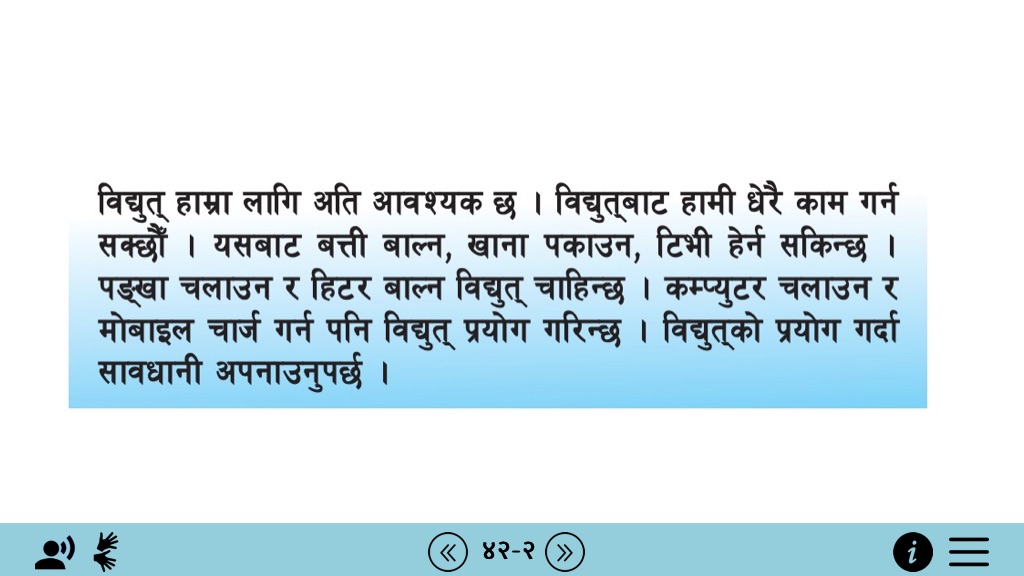 विद्युत् हाम्रा लागि अति आवश्यक छ । विद्युत्‌बाट हामी धेरै काम गर्न
सक्छौँ । यसबाट बत्ती बाल्न, खाना पकाउन, टिभी हेर्न सकिन्छ ।
पङ्खा चलाउन र हिटर बाल्न विद्युत् चाहिन्छ । कम्प्युटर चलाउन र
मोबाइल चार्ज गर्न पनि विद्युत् प्रयोग गरिन्छ । विद्युत्‌को प्रयोग गर्दा
सावधानी अपनाउनुपर्छ ।
४२-२